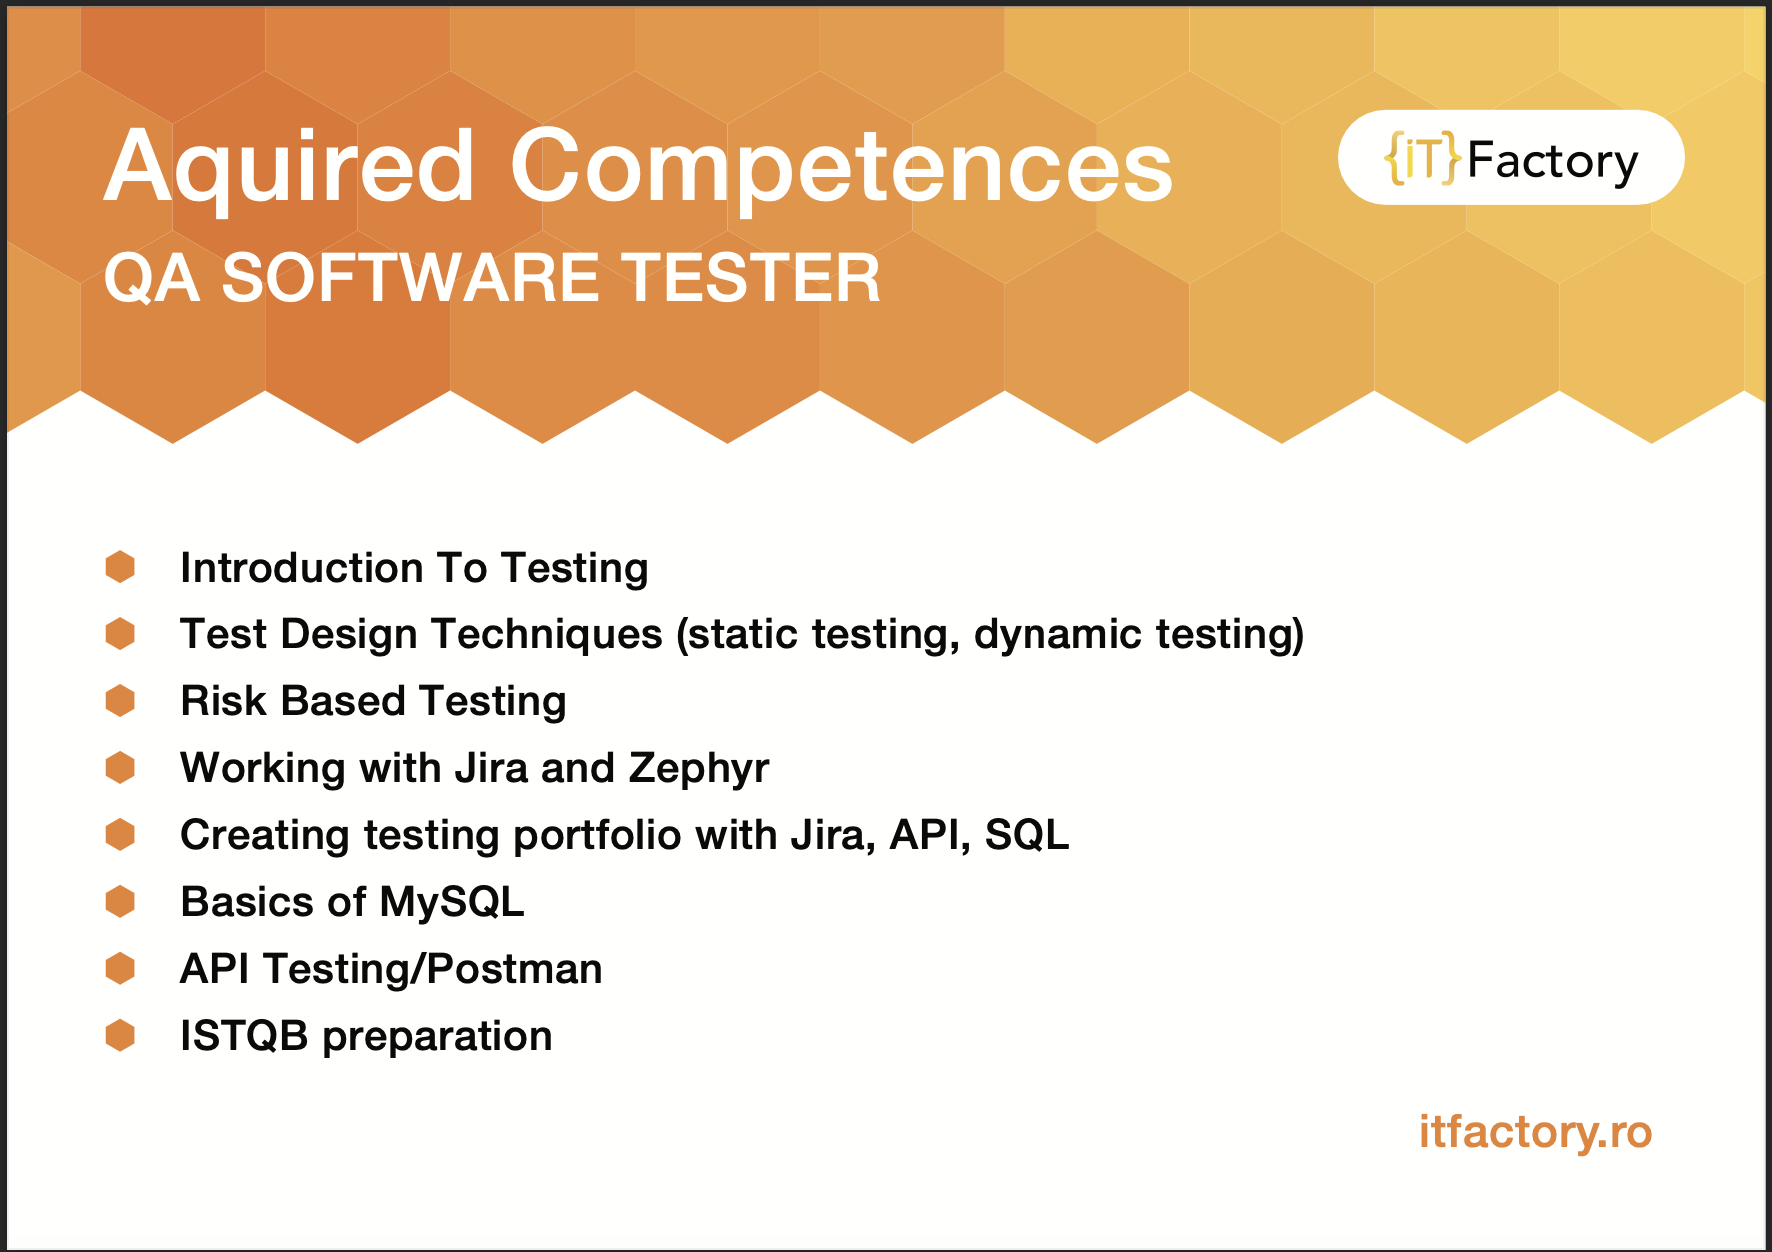 Aquired Competences
{iT}Factory
QA SOFTWARE TESTER
Introduction To Testing
Test Design Techniques (static testing, dynamic testing)
Risk Based Testing
Working with Jira and Zephyr
Creating testing portfolio with Jira, API, SQL
Basics of MySQL
API Testing/Postman
ISTQB preparation
itfactory.ro